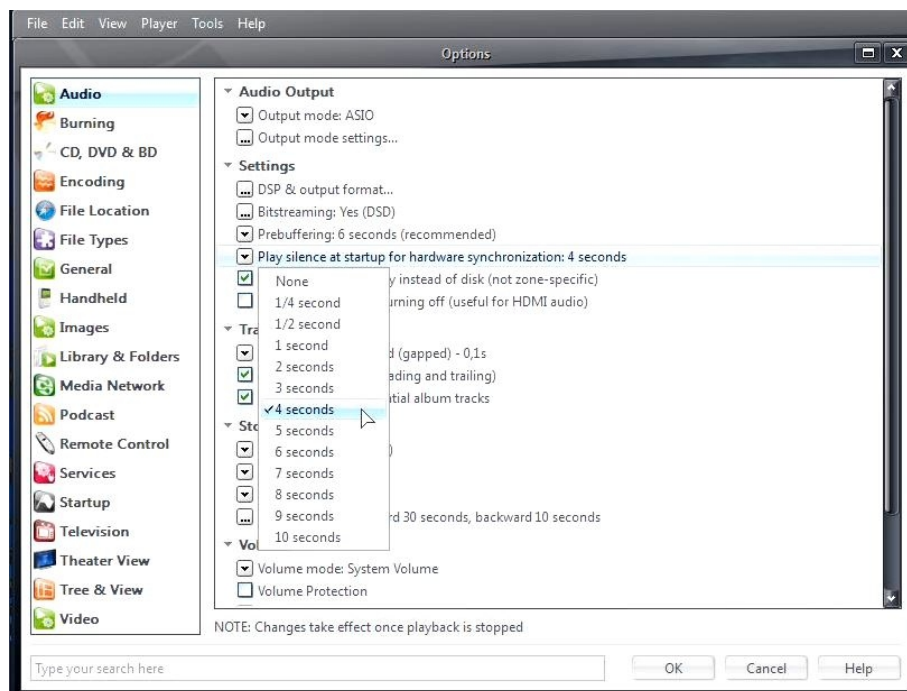 File Edit View Player Tools Help
Options
Audio
Burning
CD, DVD & BD
Encoding
File Location
File Types
General
Handheld
Images
Library & Folders
Media Network
Podcast
Remote Control
Services
Startup
Television
Theater View
Tree & View
Video
Audio Output
Output mode: ASIO
Output mode settings...
Settings
DSP & output format...
Bitstreaming: Yes (DSD)
Prebuffering: 6 seconds (recommended)
Play silence at startup for hardware synchronization: 4 seconds
None
y instead of disk (not zone-specific)
1/4 second
urning off (useful for HDMI audio)
1/2 second
Tra
1 second
d (gapped) - 0,1s
2 seconds
ading and trailing)
3 seconds
ntial album tracks
4 seconds
Sto
5 seconds
6 seconds
)
7 seconds
8 seconds
9 seconds
rd 30 seconds, backward 10 seconds
10 seconds
Vol
Volume mode: System Volume
Volume Protection
NOTE: Changes take effect once playback is stopped
Type your search here
OK Cancel Help